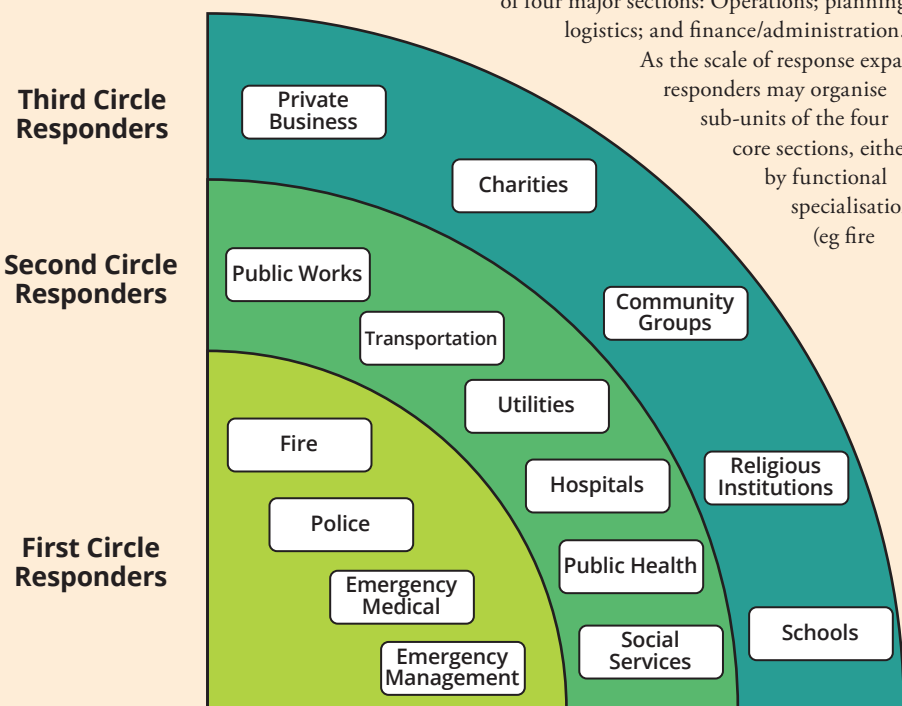 of four major sections: Operations; planning
logistics; and finance/administration.
As the scale of response
responders may organise
sub-units of the four
core sections,
by functional
(eg fire
Third Circle
Responders
Private
Business
Charities
Community
Groups
Religious
Institutions
Schools
Second Circle
Responders
Public Works
Transportation
Utilities
Hospitals
Public Health
Social
Services
First Circle
Responders
Fire
Police
Emergency
Medical
Emergency
Management